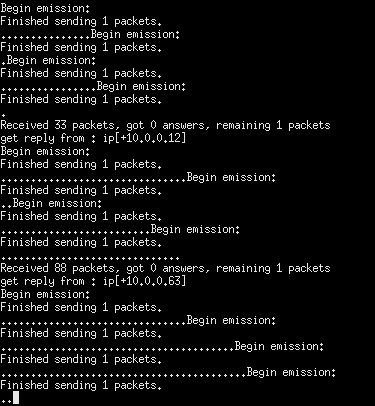 Begin emission:
Finished sending 1 packets.
...............Begin emission:
Finished sending 1 packets.
.Begin emission:
Finished sending 1 packets.
................Begin emission:
Finished sending 1 packets.
.
Received 33 packets, got 0 answers, remaining 1 packets
get reply from : ip[+10.0.0.12]
Begin emission:
Finished sending 1 packets.
...............................Begin emission:
Finished sending 1 packets.
..Begin emission:
Finished sending 1 packets.
.........................Begin emission:
Finished sending 1 packets.
..............................
Received 88 packets, got 0 answers, remaining 1 packets
get reply from : ip[+10.0.0.63]
Begin emission:
Finished sending 1 packets.
...............................Begin emission:
Finished sending 1 packets.
.......................................Begin emission:
Finished sending 1 packets.
.........................................Begin emission:
Finished sending 1 packets.
..